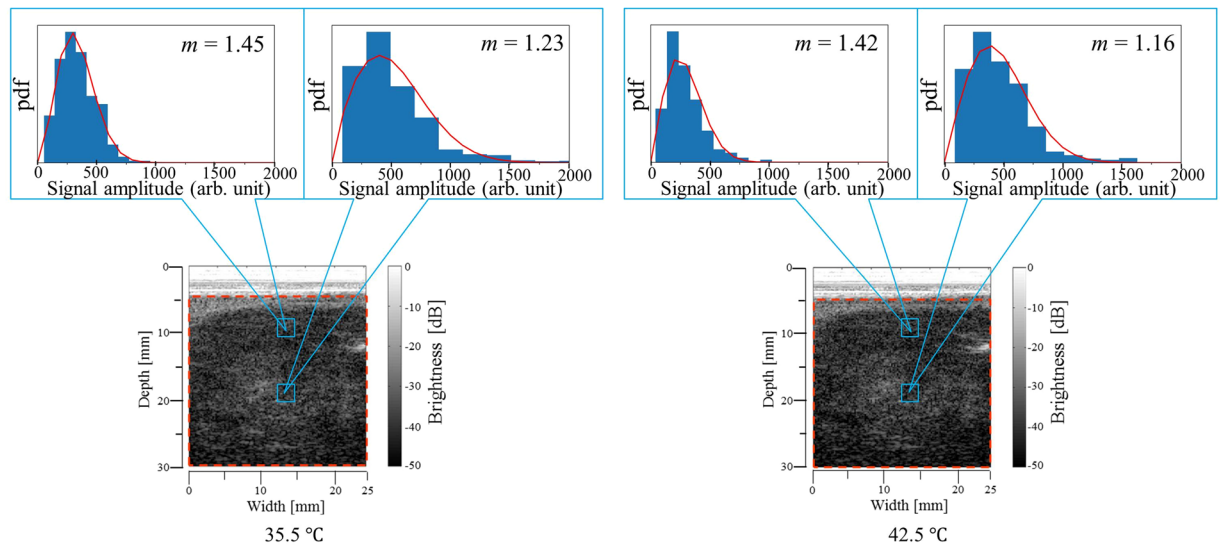 m = 1.45
pdf
0 500 1000 1500 2000
Signal amplitude (arb. unit)
m = 1.23
pdf
0 500 1000 1500 2000
Signal amplitude (arb. unit)
m = 1.42
pdf
0 500 1000 1500 2000
Signal amplitude (arb. unit)
m = 1.16
pdf
0 500 1000 1500 2000
Signal amplitude (arb. unit)
0
10
20
30
Depth [mm]
0 10 20 25
Width [mm]
0
-10
-20
-30
-40
-50
Brightness [dB]
35.5 °C
0
10
20
30
Depth [mm]
0 10 20 25
Width [mm]
0
-10
-20
-30
-40
-50
Brightness [dB]
42.5 °C